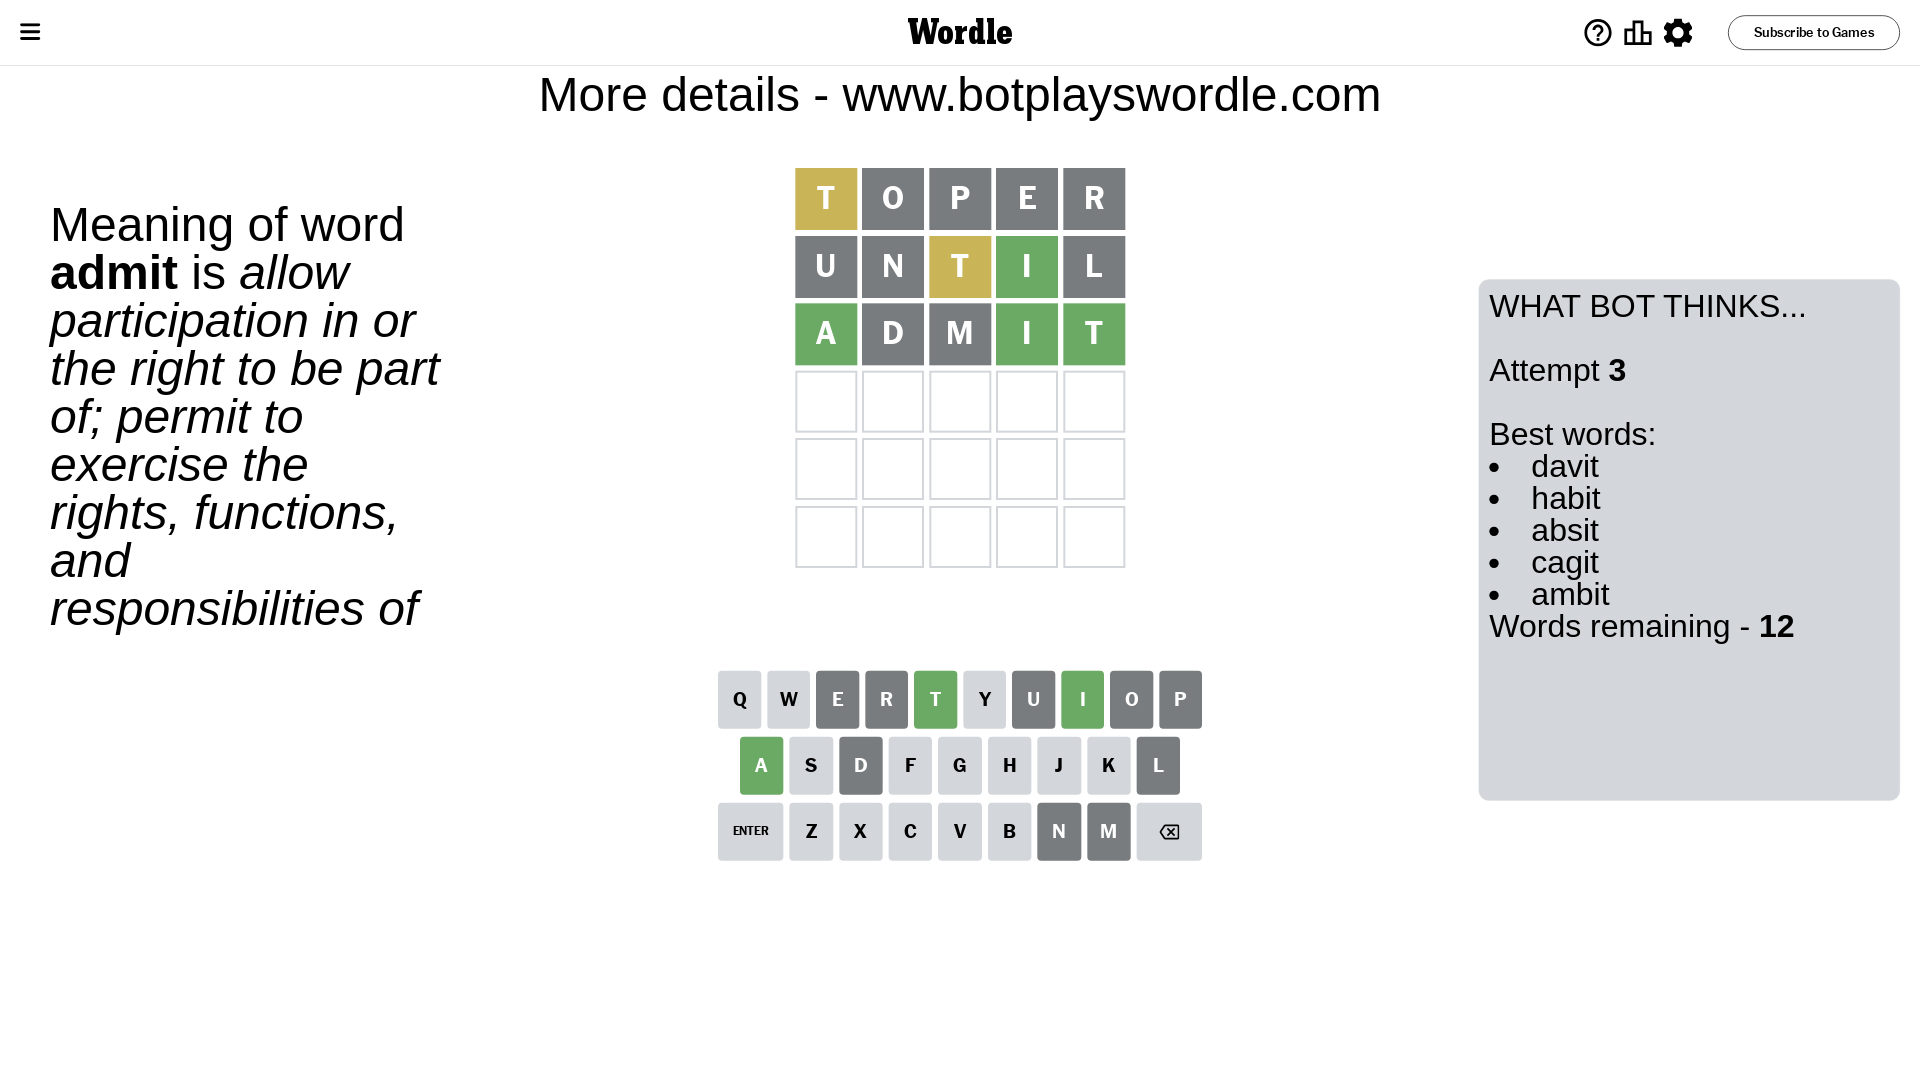 Wordle
Subscribe to Games
More details - www.botplayswordle.com
Meaning of word
admit is allow
participation in or
the right to be part
of; permit to
exercise the
rights, functions,
and
responsibilities of
T O P E R
U N T I L
A D M I T
WHAT BOT THINKS...
Attempt 3
Best words:
• davit
• habit
• absit
• cagit
• ambit
Words remaining - 12
Q W E R T Y U I O P
A S D F G H J K L
ENTER Z X C V B N M